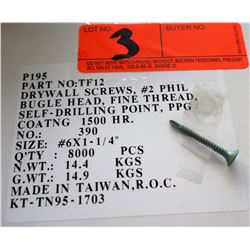 LOT NO.
3
BUYER NO.
DO NOT REMOVE MERCHANDISE WITHOUT AUCTION PERSONNEL PRESENT
ALL SALES FINAL. SOLD AS IS, WHERE IS.
P195
PART NO:TF12
DRYWALL SCREWS, #2 PHIL
BUGLE HEAD, FINE THREAD,
SELF-DRILLING POINT, PPG
COATNG 1500 HR.
NO.: 390
SIZE: #6X1-1/4"
Q'TY : 8000 PCS
N.WT.: 14.4 KGS
G.WT.: 14.9 KGS
MADE IN TAIWAN,R.O.C.
KT-TN95-1703